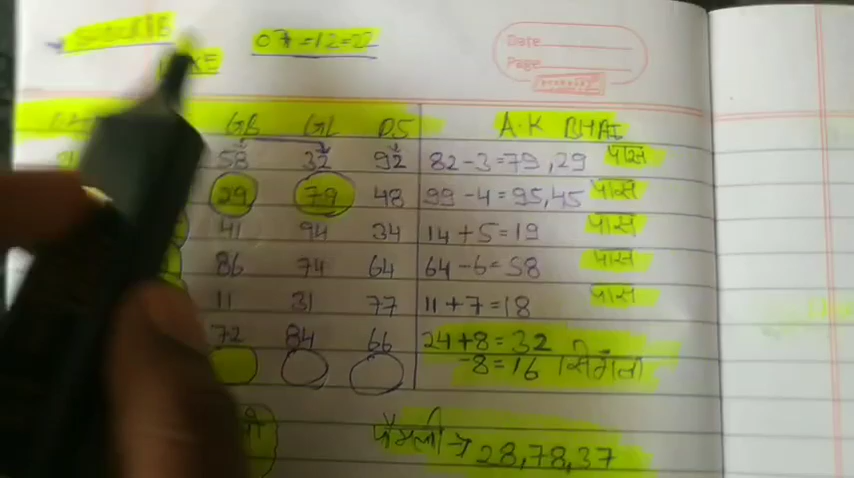 07-12-22
Date
Page
GB GL DS A.K BHAI
58 32 92 82-3=79,29 पास
29 79 48 99-4=95,45 पास
41 94 34 14+5=19 पास
86 74 64 64-6=58 पास
11 31 77 11+7=18 पास
72 84 66 24+8=32
-8=16 सिंगल
फॅमली → 28,78,37